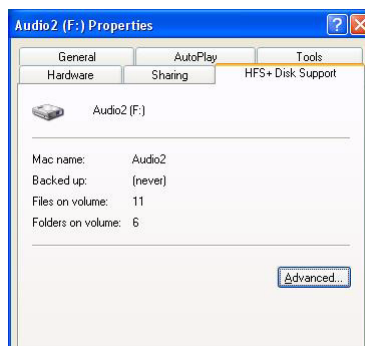 Audio2 (F:) Properties
General AutoPlay Tools
Hardware Sharing HFS+ Disk Support
Audio2 (F:)
Mac name: Audio2
Backed up: (never)
Files on volume: 11
Folders on volume: 6
Advanced...